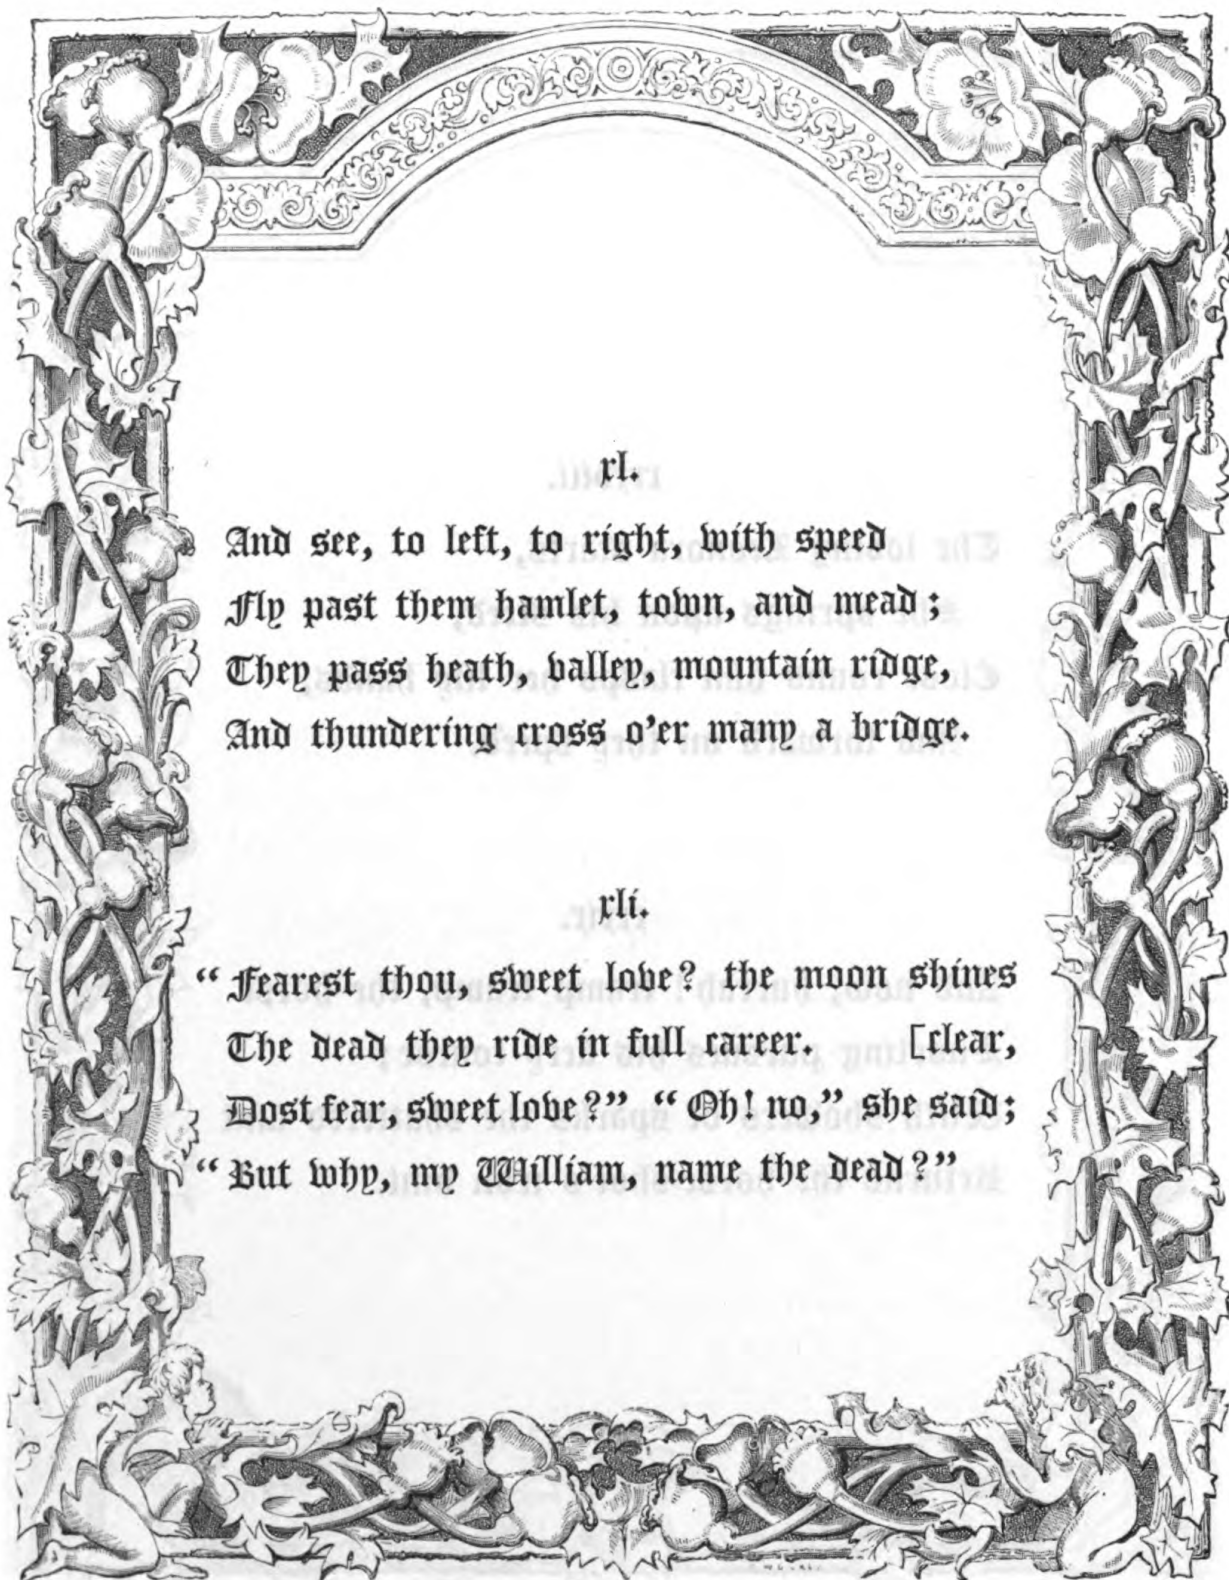 xl.
And see, to left, to right, with speed
Fly past them hamlet, town, and mead;
They pass heath, valley, mountain ridge,
And thundering cross o'er many a bridge.
xli.
“Fearest thou, sweet love? the moon shines
The dead they ride in full career. [clear,
Dost fear, sweet love?” “Oh! no,” she said;
“But why, my William, name the dead?”